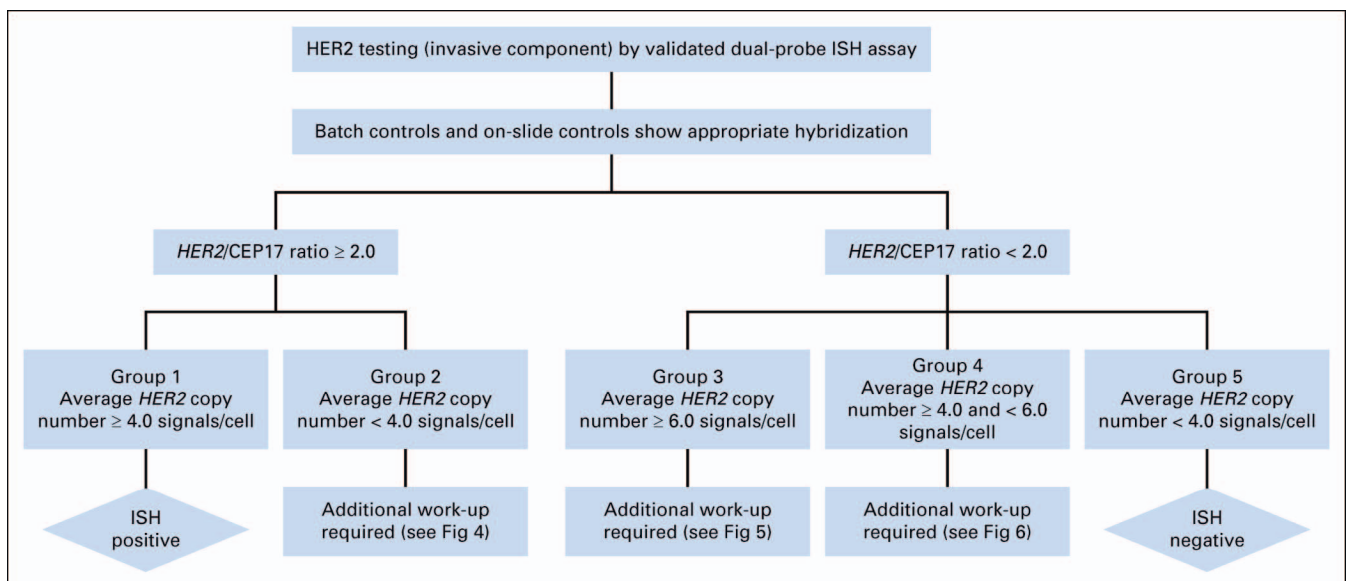 HER2 testing (invasive component) by validated dual-probe ISH assay
Batch controls and on-slide controls show appropriate hybridization
HER2/CEP17 ratio ≥ 2.0
HER2/CEP17 ratio < 2.0
Group 1
Average HER2 copy
number ≥ 4.0 signals/cell
Group 2
Average HER2 copy
number < 4.0 signals/cell
Group 3
Average HER2 copy
number ≥ 6.0 signals/cell
Group 4
Average HER2 copy
number ≥ 4.0 and < 6.0
signals/cell
Group 5
Average HER2 copy
number < 4.0 signals/cell
ISH
positive
Additional work-up
required (see Fig 4)
Additional work-up
required (see Fig 5)
Additional work-up
required (see Fig 6)
ISH
negative